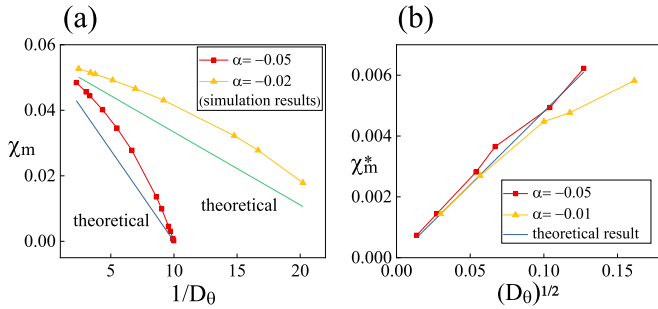 (a)
0.06
0.04
0.02
0.00
χm
α= −0.05
α= −0.02
(simulation results)
theoretical
theoretical
5
10
15
20
1/Dθ
(b)
0.006
0.004
0.002
0.000
χ*m
α= −0.05
α= −0.01
theoretical result
0.00
0.05
0.10
0.15
(Dθ)1/2